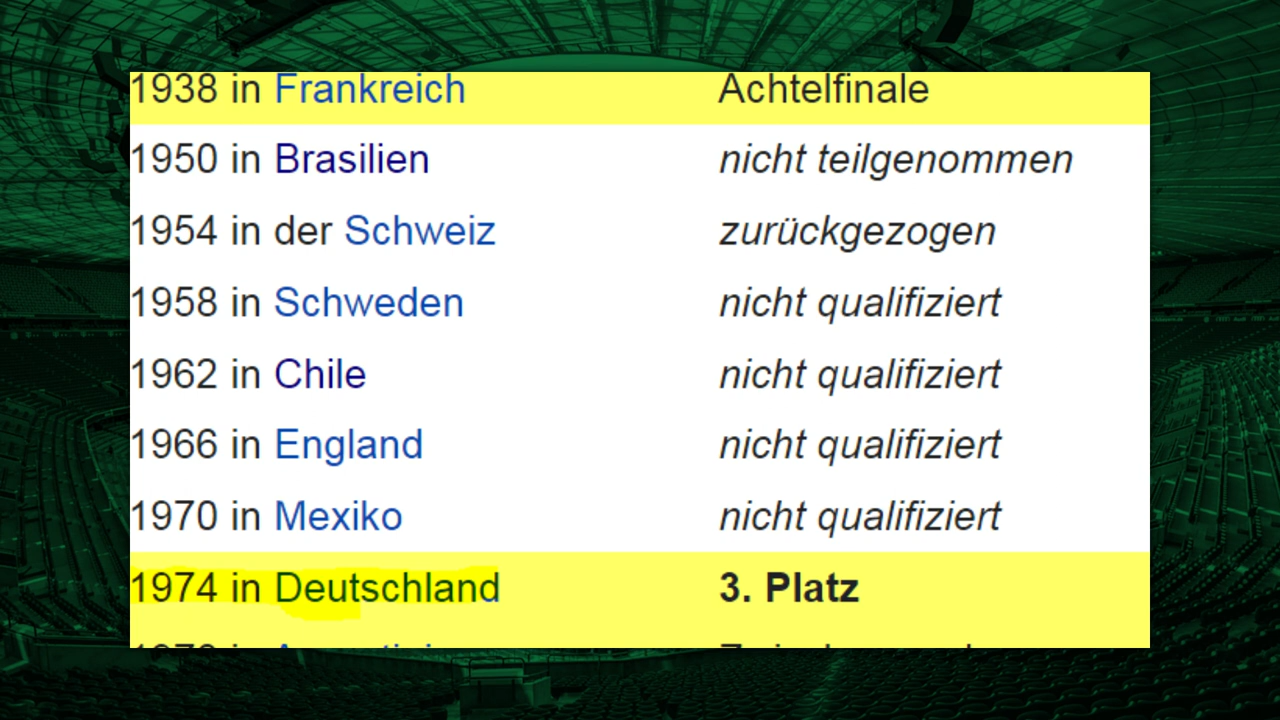 1938 in Frankreich Achtelfinale
1950 in Brasilien nicht teilgenommen
1954 in der Schweiz zurückgezogen
1958 in Schweden nicht qualifiziert
1962 in Chile nicht qualifiziert
1966 in England nicht qualifiziert
1970 in Mexiko nicht qualifiziert
1974 in Deutschland 3. Platz